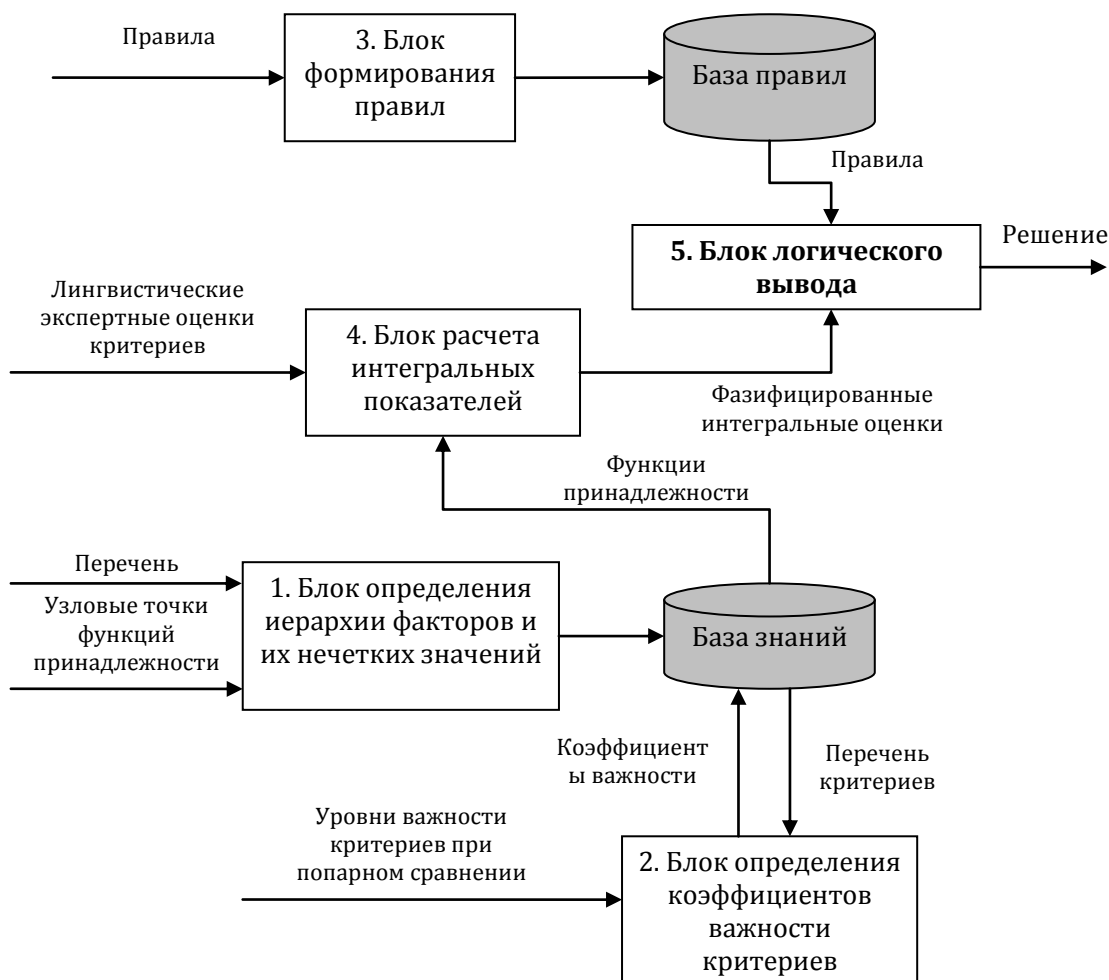 Правила
3. Блок
формирования
правил
База правил
Правила
5. Блок логического
вывода
Решение
Лингвистические
экспертные оценки
критериев
4. Блок расчета
интегральных
показателей
Фазифицированные
интегральные оценки
Функции
принадлежности
Перечень
Узловые точки
функций
принадлежности
1. Блок определения
иерархии факторов и
их нечетких значений
База знаний
Коэффициент
ы важности
Перечень
критериев
Уровни важности
критериев при
попарном сравнении
2. Блок определения
коэффициентов
важности
критериев